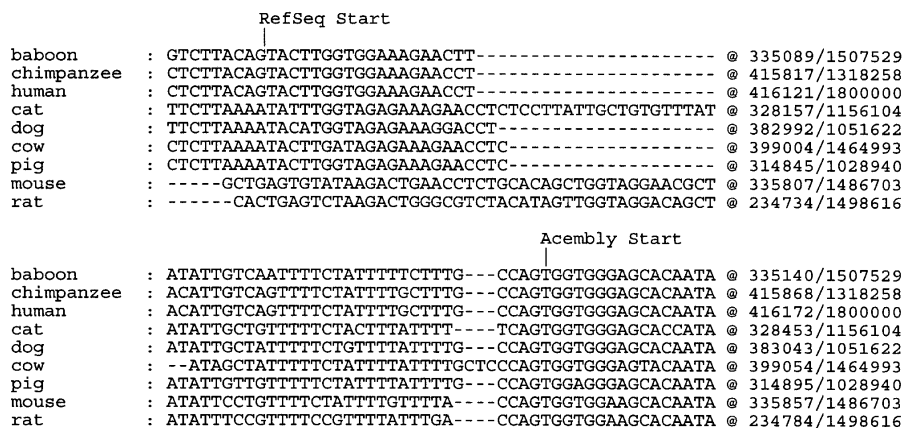 RefSeq Start
baboon : GTCTTACAGTACTTGGTGGAAAGAACTT----------------------- @ 335089/1507529
chimpanzee : CTCTTACAGTACTTGGTGGAAAGAACCT----------------------- @ 415817/1318258
human : CTCTTACAGTACTTGGTGGAAAGAACCT----------------------- @ 416121/1800000
cat : TTCTTAAAATATTTGGTAGAGAAAGAACCTCTCCTTATTGCTGTGTTTAT @ 328157/1156104
dog : TTCTTAAAATACATGGTAGAGAAAGGACCT--------------------- @ 382992/1051622
cow : CTCTTAAAATACTTGATAGAGAAAGAACCTC-------------------- @ 399004/1464993
pig : CTCTTAAAATACTTGGTAGAGAAAGAACCTC-------------------- @ 314845/1028940
mouse : -----GCTGAGTGTATAAGACTGAACCTCTGCACAGCTGGTAGGAACGCT @ 335807/1486703
rat : ------CACTGAGTCTAAGACTGGGCGTCTACATAGTTGGTAGGACAGCT @ 234734/1498616
Acembly Start
baboon : ATATTGTCAATTTTCTATTTTTCTTTG---CCAGTGGTGGGAGCACAATA @ 335140/1507529
chimpanzee : ACATTGTCAGTTTTCTATTTTGCTTTG---CCAGTGGTGGGAGCACAATA @ 415868/1318258
human : ACATTGTCAGTTTTCTATTTTGCTTTG---CCAGTGGTGGGAGCACAATA @ 416172/1800000
cat : ATATTGCTGTTTTTCTACTTTATTTT----TCAGTGGTGGGAGCACCATA @ 328453/1156104
dog : ATATTGCTATTTTTCTGTTTTATTTTG---CCAGTGGTGGGAGCACAATA @ 383043/1051622
cow : --ATAGCTATTTTTCTATTTTATTTTGCTCCCAGTGGTGGGAGTACAATA @ 399054/1464993
pig : ATATTGTTGTTTTTCTATTTTATTTTG---CCAGTGGAGGGAGCACAATA @ 314895/1028940
mouse : ATATTCCTGTTTTCTATTTTGTTTTA----CCAGTGGTGGAAGCACAATA @ 335857/1486703
rat : ATATTTCCGTTTTCCGTTTTATTTGA----CCAGTGGTGGAAGCACAATA @ 234784/1498616